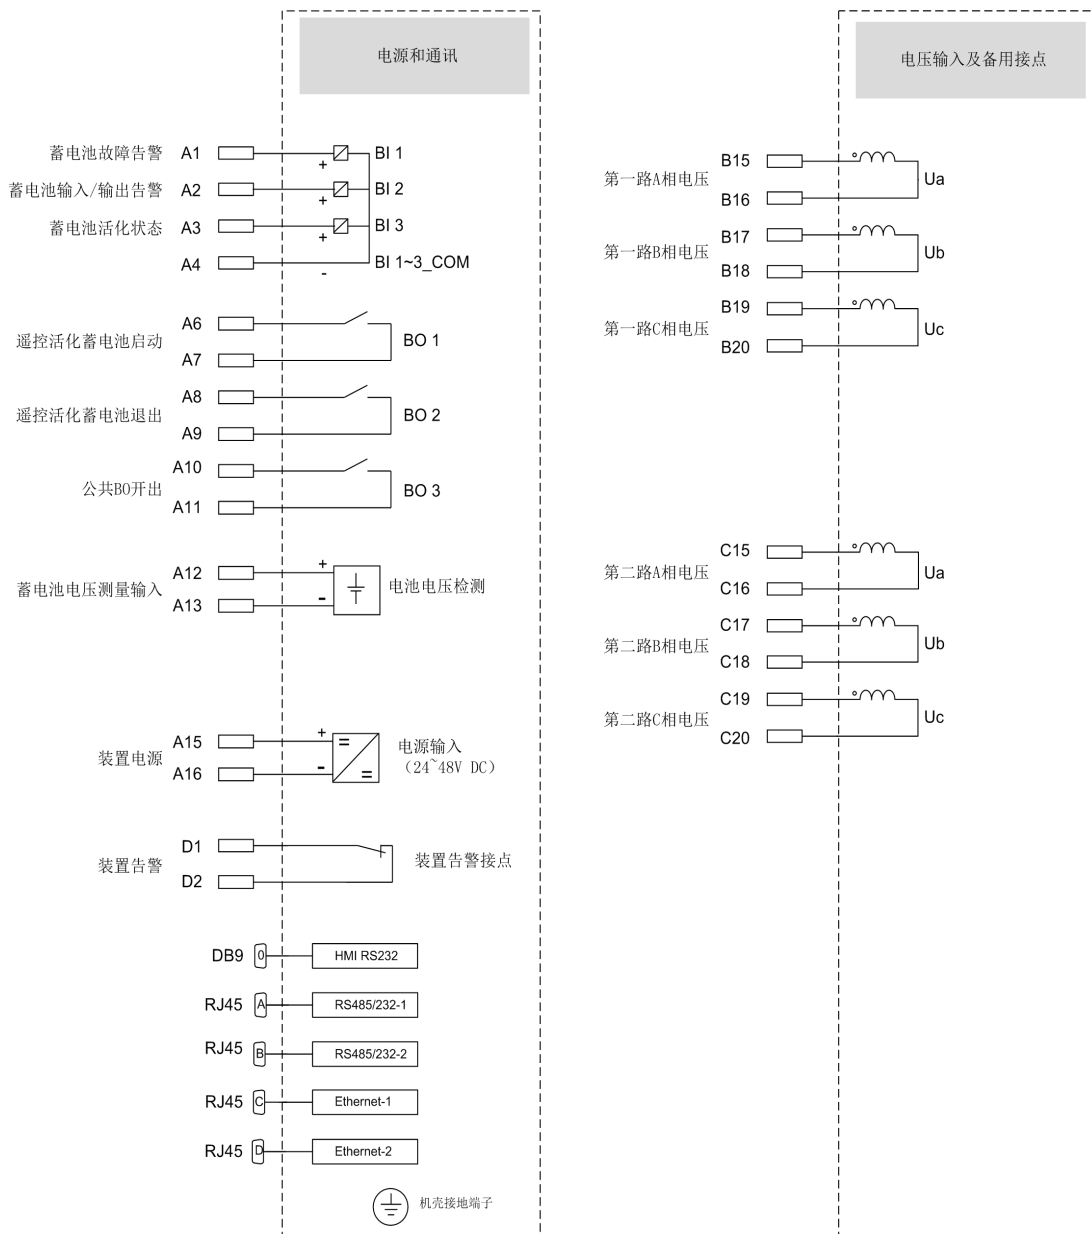 电源和通讯
蓄电池故障告警 A1 + BI 1
蓄电池输入/输出告警 A2 + BI 2
蓄电池活化状态 A3 + BI 3
A4 - BI 1~3_COM
A6
遥控活化蓄电池启动 BO 1
A7
A8
遥控活化蓄电池退出 BO 2
A9
A10
公共BO开出 BO 3
A11
A12 +
蓄电池电压测量输入 电池电压检测
A13 -
A15 +
装置电源 电源输入
(24~48V DC)
A16 -
D1
装置告警 装置告警接点
D2
DB9 0 HMI RS232
RJ45 A RS485/232-1
RJ45 B RS485/232-2
RJ45 C Ethernet-1
RJ45 D Ethernet-2
机壳接地端子
电压输入及备用接点
B15
第一路A相电压 Ua
B16
B17
第一路B相电压 Ub
B18
B19
第一路C相电压 Uc
B20
C15
第二路A相电压 Ua
C16
C17
第二路B相电压 Ub
C18
C19
第二路C相电压 Uc
C20